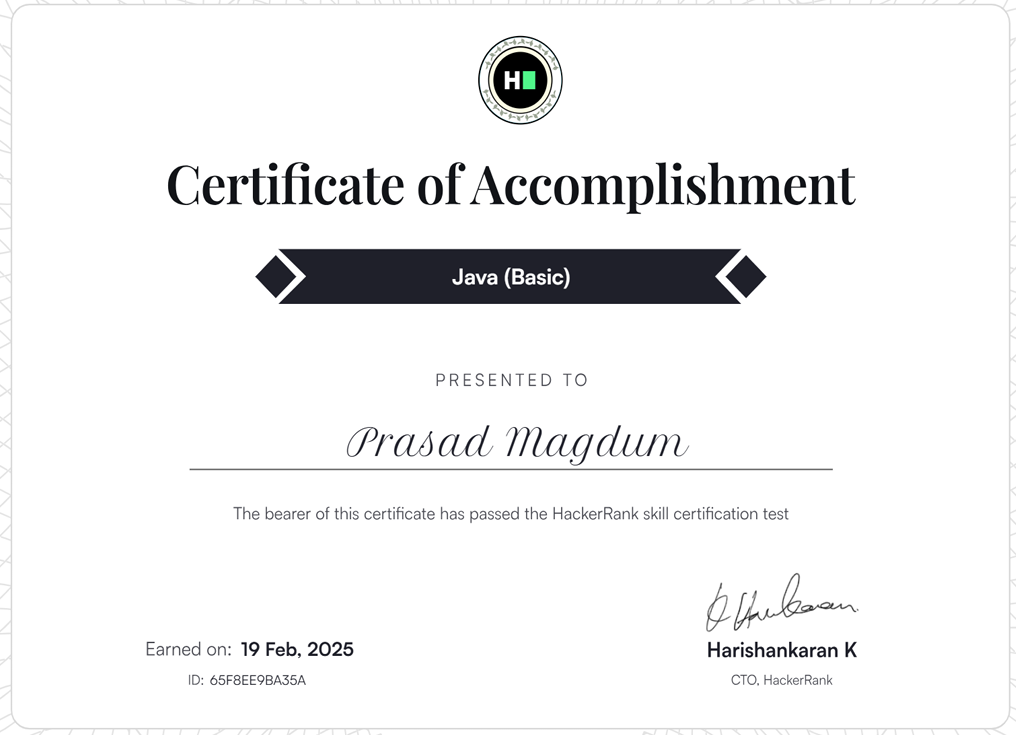 H
Certificate of Accomplishment
Java (Basic)
PRESENTED TO
Prasad Magdum
The bearer of this certificate has passed the HackerRank skill certification test
Earned on: 19 Feb, 2025
ID: 65F8EE9BA35A
Harishankaran K
CTO, HackerRank